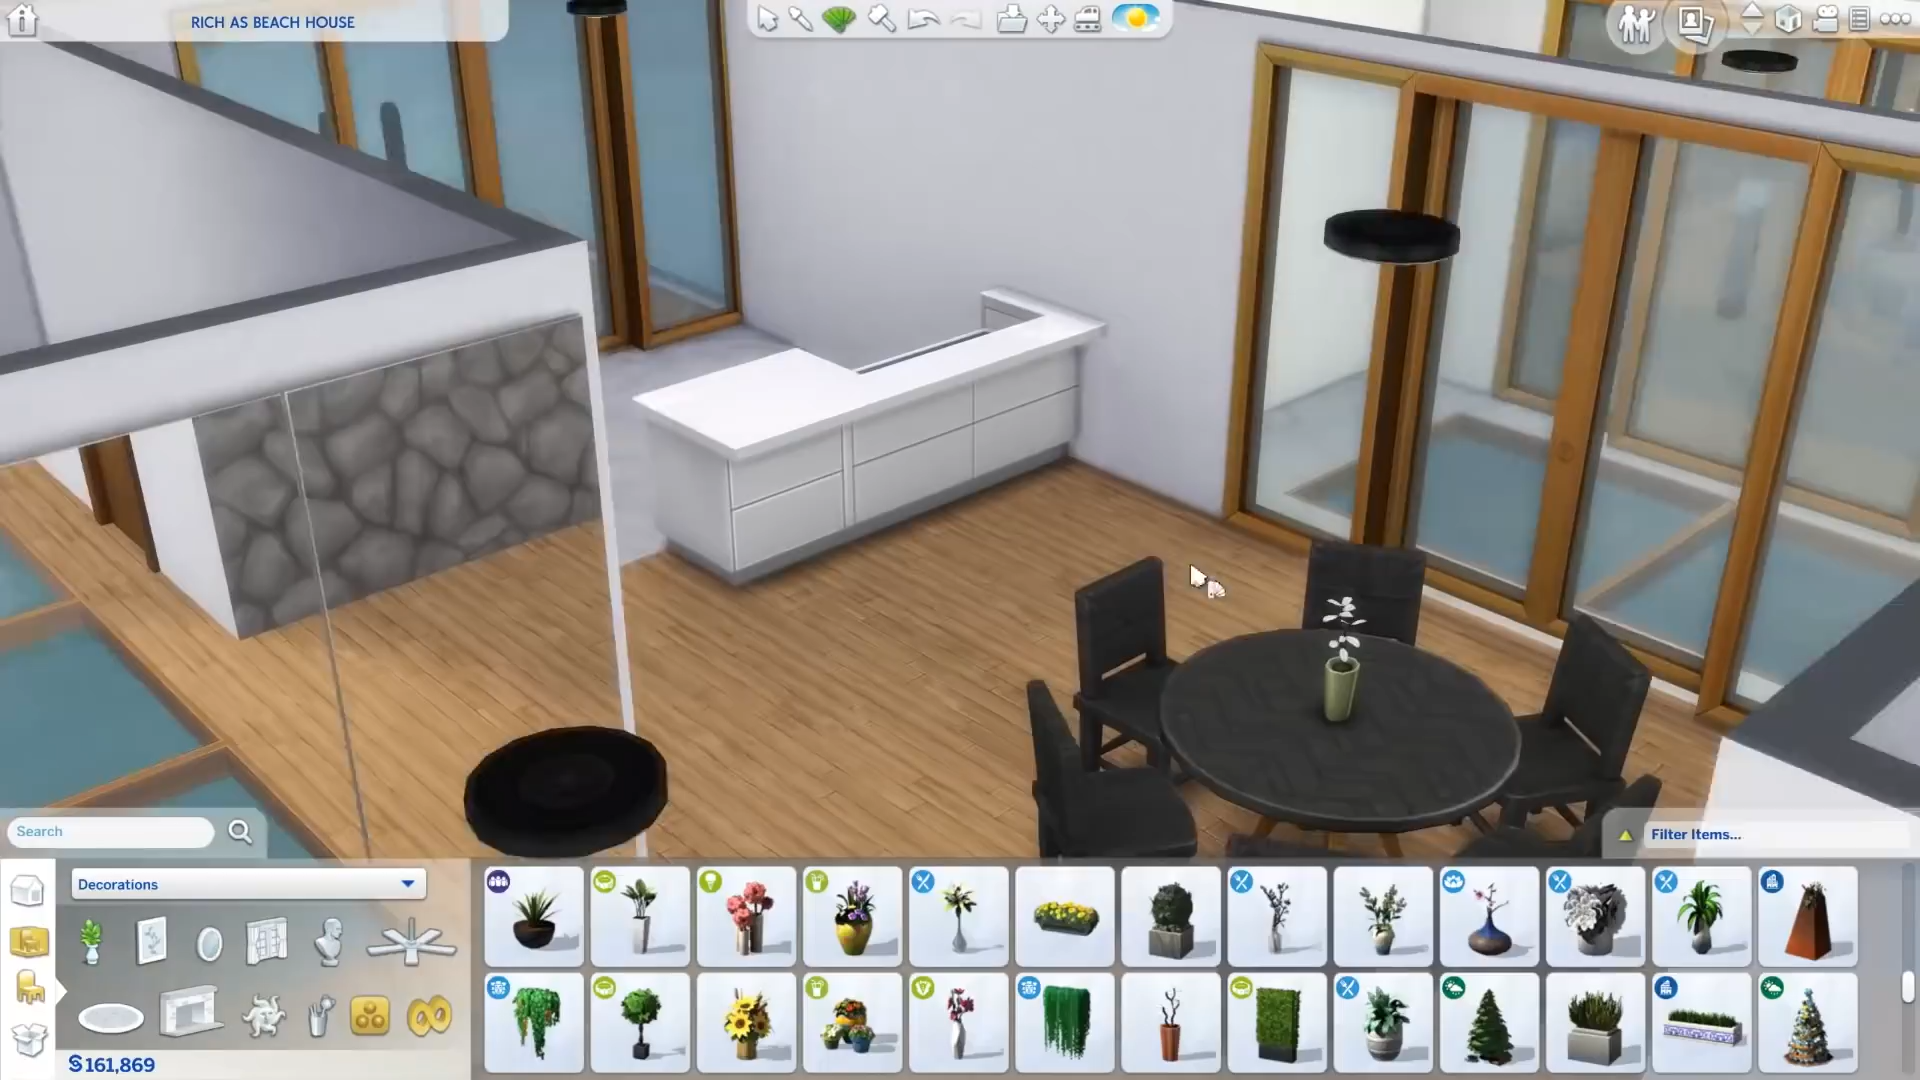 RICH AS BEACH HOUSE
Search
Filter Items...
Decorations
§161,869